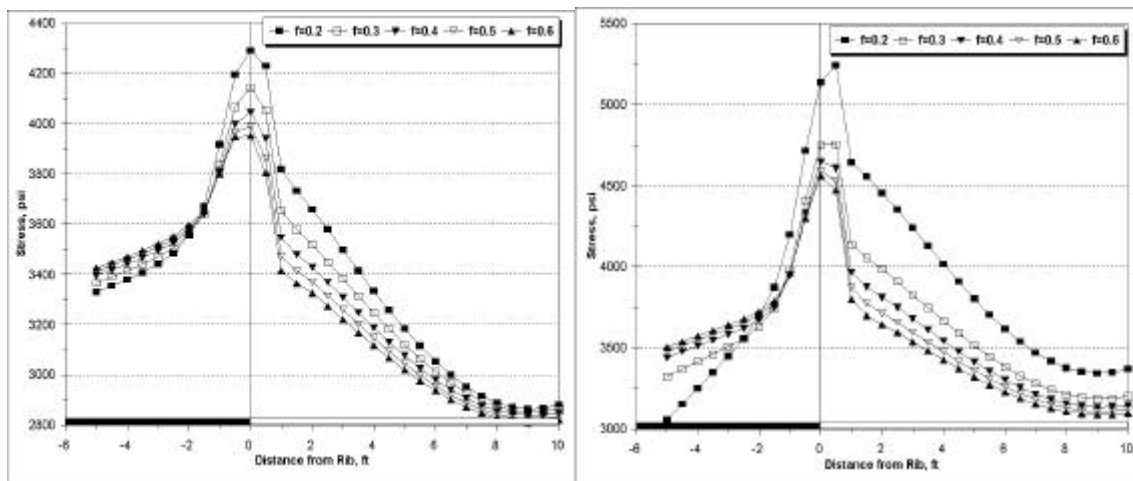 4400
f=0.2 f=0.3 f=0.4 f=0.5 f=0.6
4200
4000
3800
3600
3400
3200
3000
2800
Stress, psi
-6 -4 -2 0 2 4 6 8 10
Distance from Rib, ft
5500
f=0.2 f=0.3 f=0.4 f=0.5 f=0.6
5000
4500
4000
3500
3000
Stress, psi
-6 -4 -2 0 2 4 6 8 10
Distance from Rib, ft